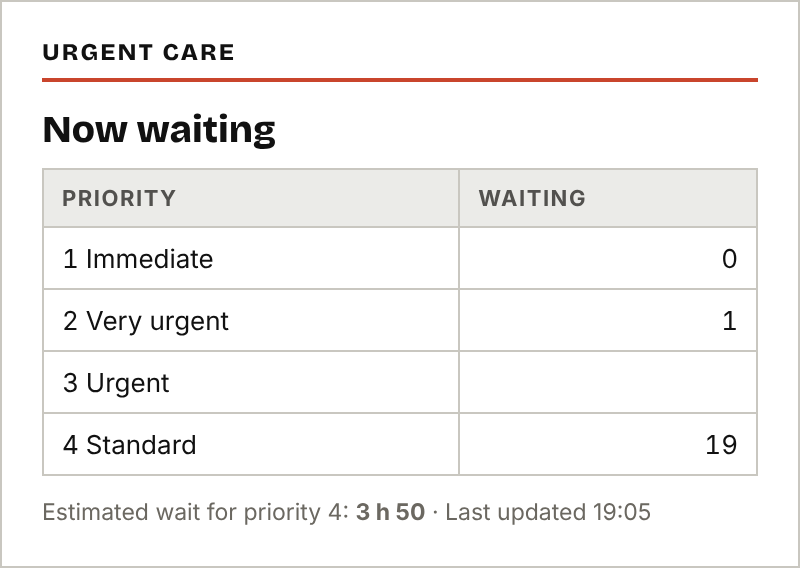 URGENT CARE
Now waiting
PRIORITY WAITING
1 Immediate 0
2 Very urgent 1
3 Urgent
4 Standard 19
Estimated wait for priority 4: 3 h 50 · Last updated 19:05